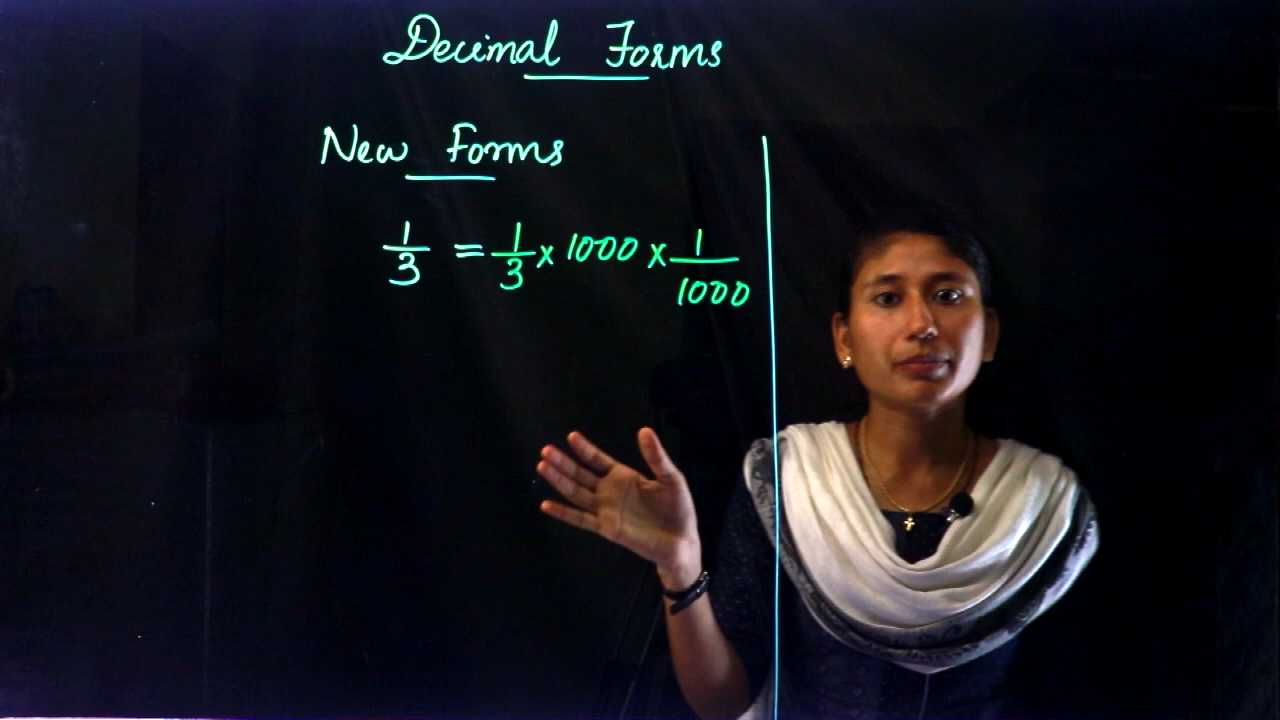 Decimal Forms
New Forms
1/3 = 1/3 x 1000 x 1/1000